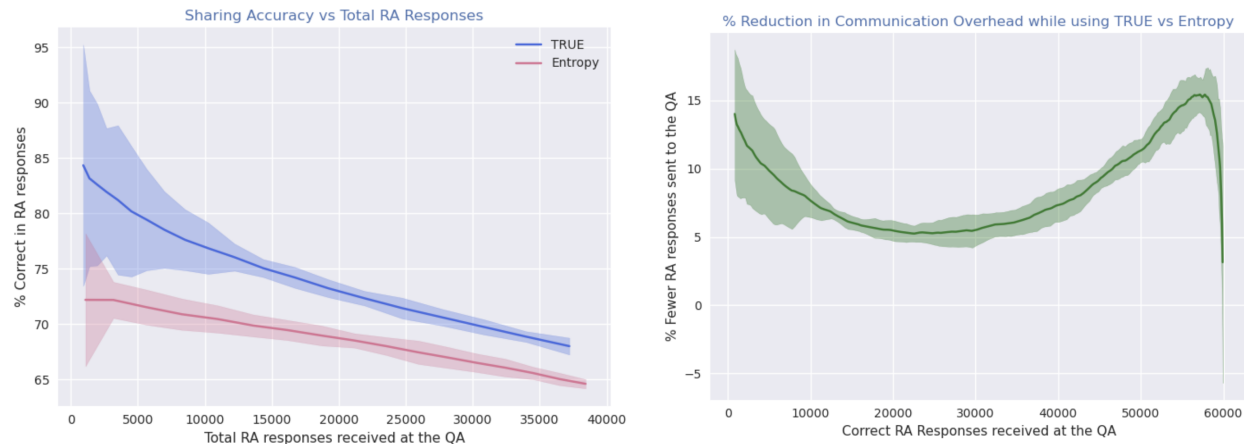 Sharing Accuracy vs Total RA Responses
TRUE
Entropy
% Correct in RA responses
95
90
85
80
75
70
65
0 5000 10000 15000 20000 25000 30000 35000 40000
Total RA responses received at the QA
% Reduction in Communication Overhead while using TRUE vs Entropy
% Fewer RA responses sent to the QA
15
10
5
0
−5
0 10000 20000 30000 40000 50000 60000
Correct RA Responses received at the QA